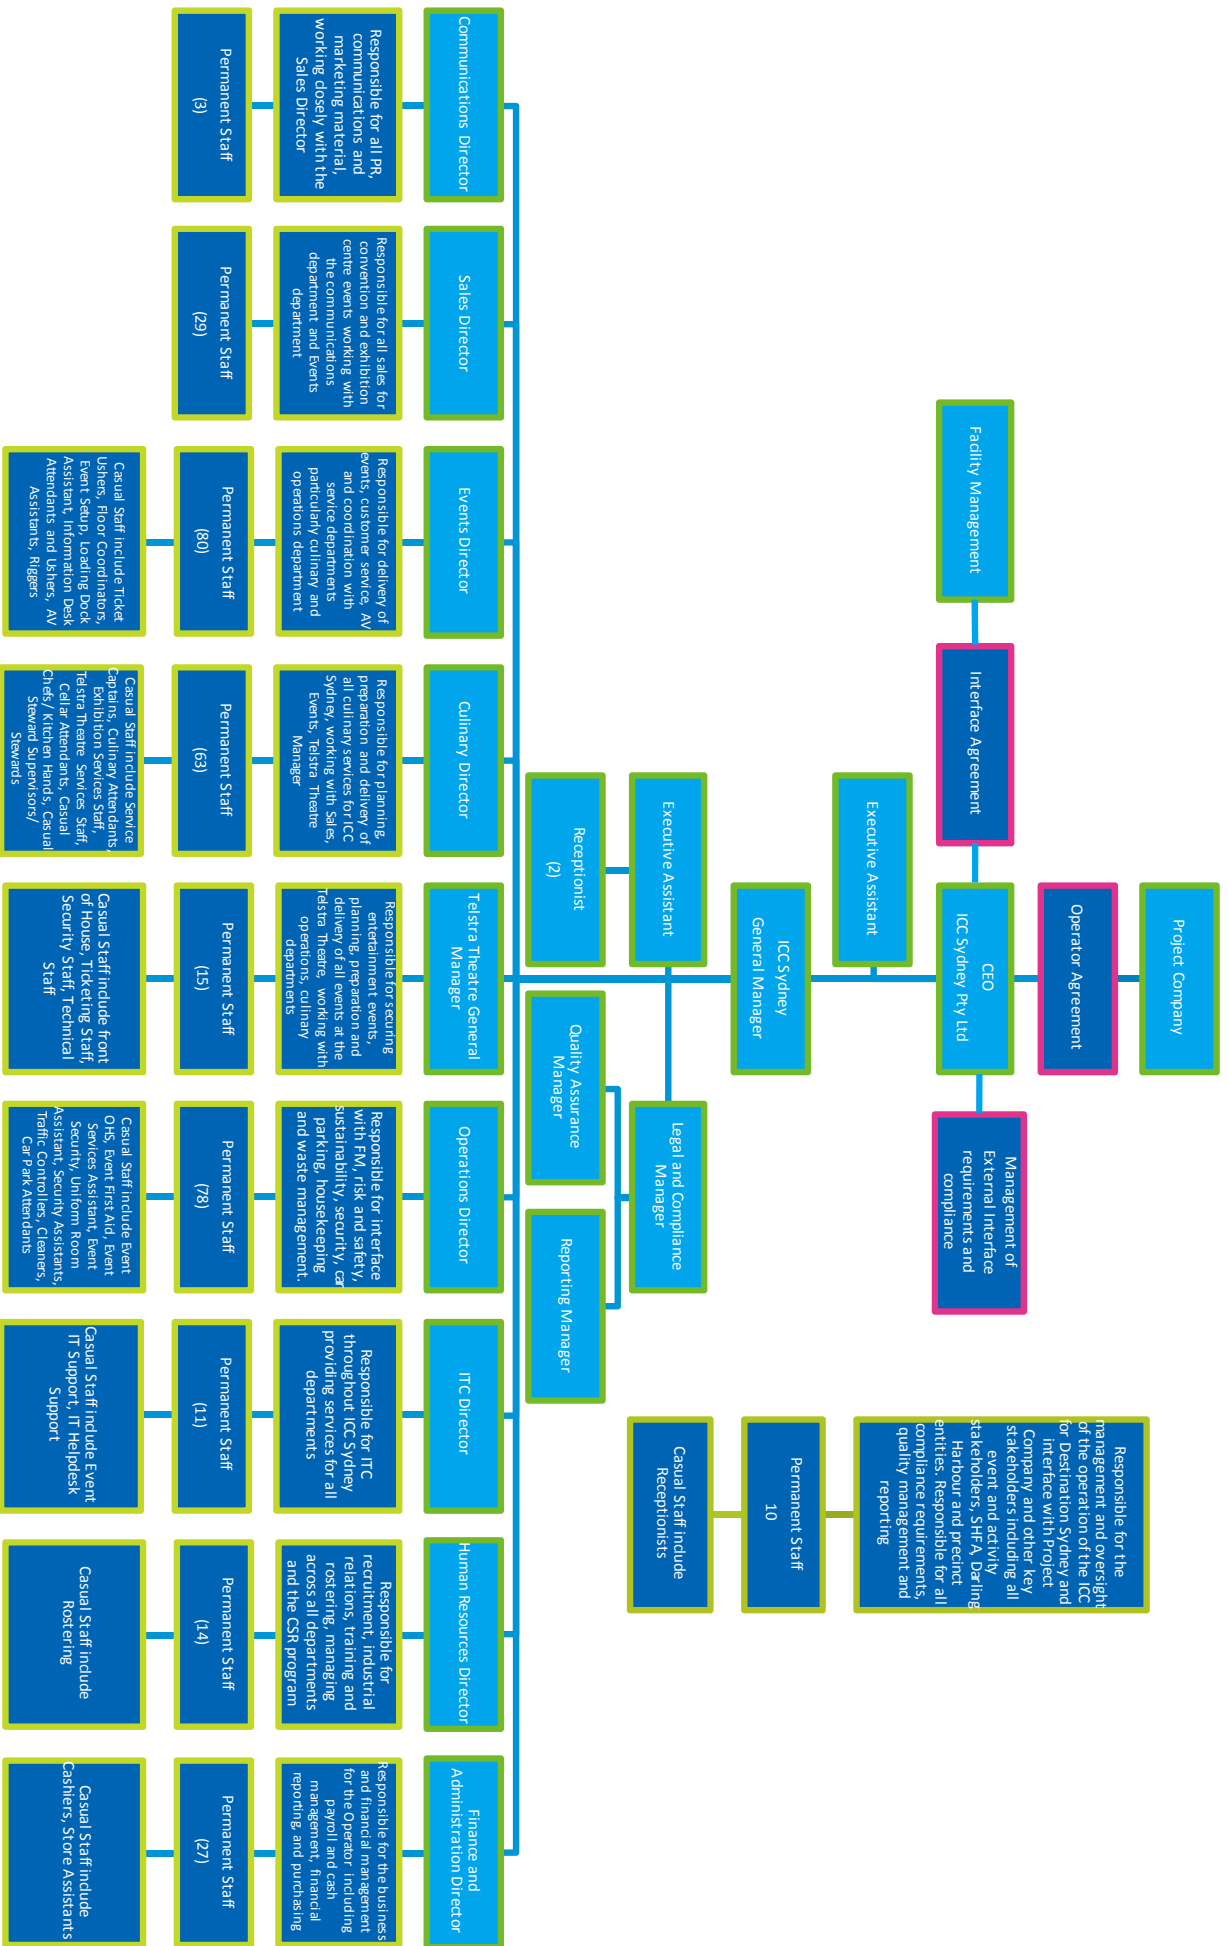 Project Company
Operator Agreement
Facility Management
Interface Agreement
CEO
ICC Sydney Pty Ltd
Management of
External Interface
requirements and
compliance
Executive Assistant
ICC Sydney
General Manager
Executive Assistant
Legal and Compliance
Manager
Receptionist
(2)
Quality Assurance
Manager
Reporting Manager
Responsible for the
management and oversight
of the operation of the ICC
for Destination Sydney and
interface with Project
Company and other key
stakeholders including all
event and activity
stakeholders, SHFA, Darling
Harbour and precinct
entities. Responsible for all
compliance requirements,
quality management and
reporting
Permanent Staff
10
Casual Staff include
Receptionists
Communications Director
Responsible for all PR,
communications and
marketing material,
working closely with the
Sales Director
Permanent Staff
(3)
Sales Director
Responsible for all sales for
convention and exhibition
centre events working with
the communications
department and Events
department
Permanent Staff
(29)
Events Director
Responsible for delivery of
events, customer service, AV
and coordination with
service departments
particularly culinary and
operations department
Permanent Staff
(80)
Casual Staff include Ticket
Ushers, Floor Coordinators,
Event Setup, Loading Dock
Assistant, Information Desk
Attendants and Ushers, AV
Assistants, Riggers
Culinary Director
Responsible for planning,
preparation and delivery of
all culinary services for ICC
Sydney, working with Sales,
Events, Telstra Theatre
Manager
Permanent Staff
(63)
Casual Staff include Service
Captains, Culinary Attendants,
Exhibition Services Staff,
Telstra Theatre Services Staff,
Cellar Attendants, Casual
Chefs/ Kitchen Hands, Casual
Steward Supervisors/
Stewards
Telstra Theatre General
Manager
Responsible for securing
entertainment events,
planning, preparation and
delivery of all events at the
Telstra Theatre, working with
operations, culinary
departments
Permanent Staff
(15)
Casual Staff include front
of House, Ticketing Staff,
Security Staff, Technical
Staff
Operations Director
Responsible for interface
with FM, risk and safety,
sustainability, security, car
parking, housekeeping
and waste management.
Permanent Staff
(78)
Casual Staff include Event
OHS, Event First Aid, Event
Services Assistant, Event
Security, Uniform Room
Assistant, Security Assistants,
Traffic Controllers, Cleaners,
Car Park Attendants
ITC Director
Responsible for ITC
throughout ICC Sydney
providing services for all
departments
Permanent Staff
(11)
Casual Staff include Event
IT Support, IT Helpdesk
Support
Human Resources Director
Responsible for
recruitment, industrial
relations, training and
rostering, managing
across all departments
and the CSR program
Permanent Staff
(14)
Casual Staff include
Rostering
Finance and
Administration Director
Responsible for the business
and financial management
for the Operator including
payroll and cash
management, financial
reporting, and purchasing
Permanent Staff
(27)
Casual Staff include
Cashiers, Store Assistants